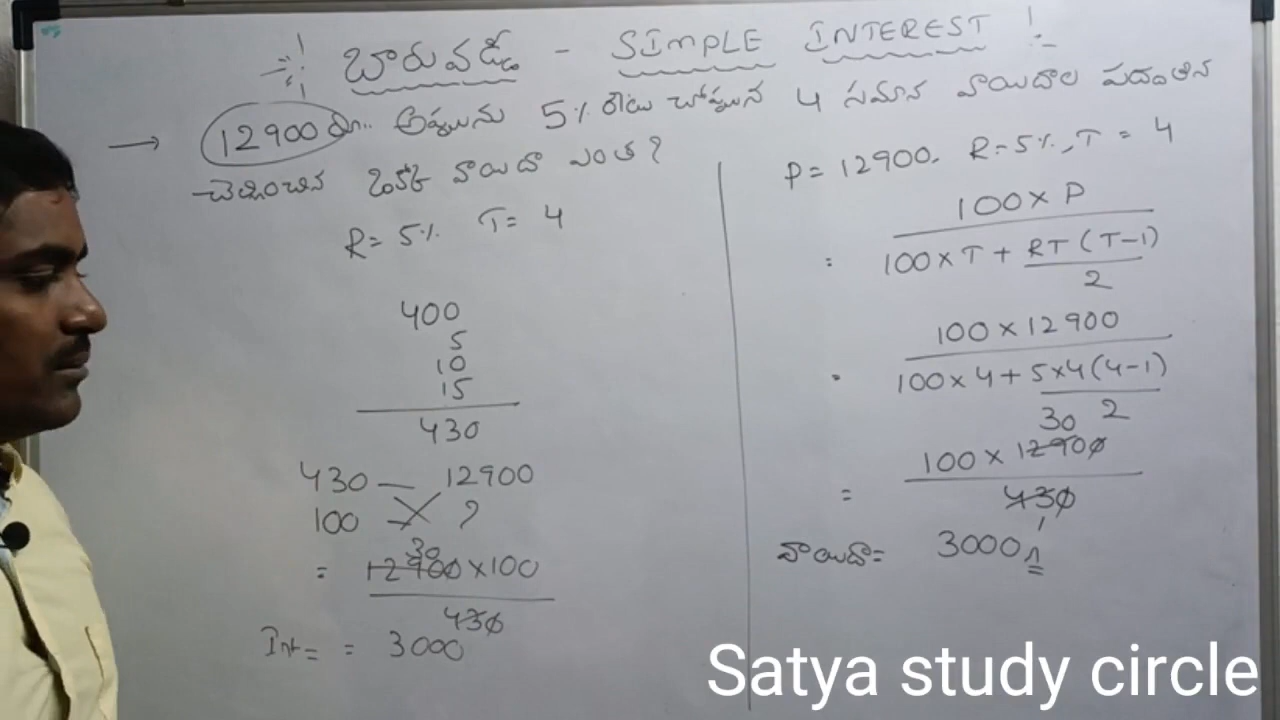 బారువడ్డీ - SIMPLE INTEREST !
→ 12900 రూ.. అప్పును 5% రేటు చొప్పున 4 సమాన వాయిదాల పద్దంతిన
చెల్లించిన ఒకొక్క వాయిదా ఎంత?
R= 5% T= 4
400
5
10
15
430
430 — 12900
100 ?
30
= 12900 ×100
430
Int= = 3000
P= 12900. R=5%, T = 4
100 × P
: 100×T + RT(T-1)
2
100 × 12900
100×4 + 5×4(4-1)
2
30
100 × 12900
=
430
1
వాయిదా= 3000/-
Satya study circle